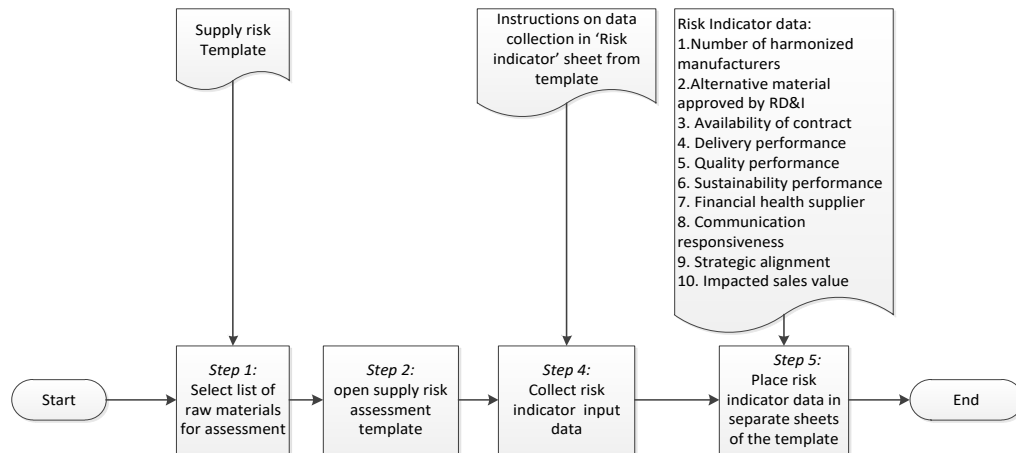 Supply risk
Template
Instructions on data
collection in ‘Risk
indicator’ sheet from
template
Risk Indicator data:
1.Number of harmonized
manufacturers
2.Alternative material
approved by RD&I
3. Availability of contract
4. Delivery performance
5. Quality performance
6. Sustainability performance
7. Financial health supplier
8. Communication
responsiveness
9. Strategic alignment
10. Impacted sales value
Start
Step 1:
Select list of
raw materials
for assessment
Step 2:
open supply risk
assessment
template
Step 4:
Collect risk
indicator input
data
Step 5:
Place risk
indicator data in
separate sheets
of the template
End